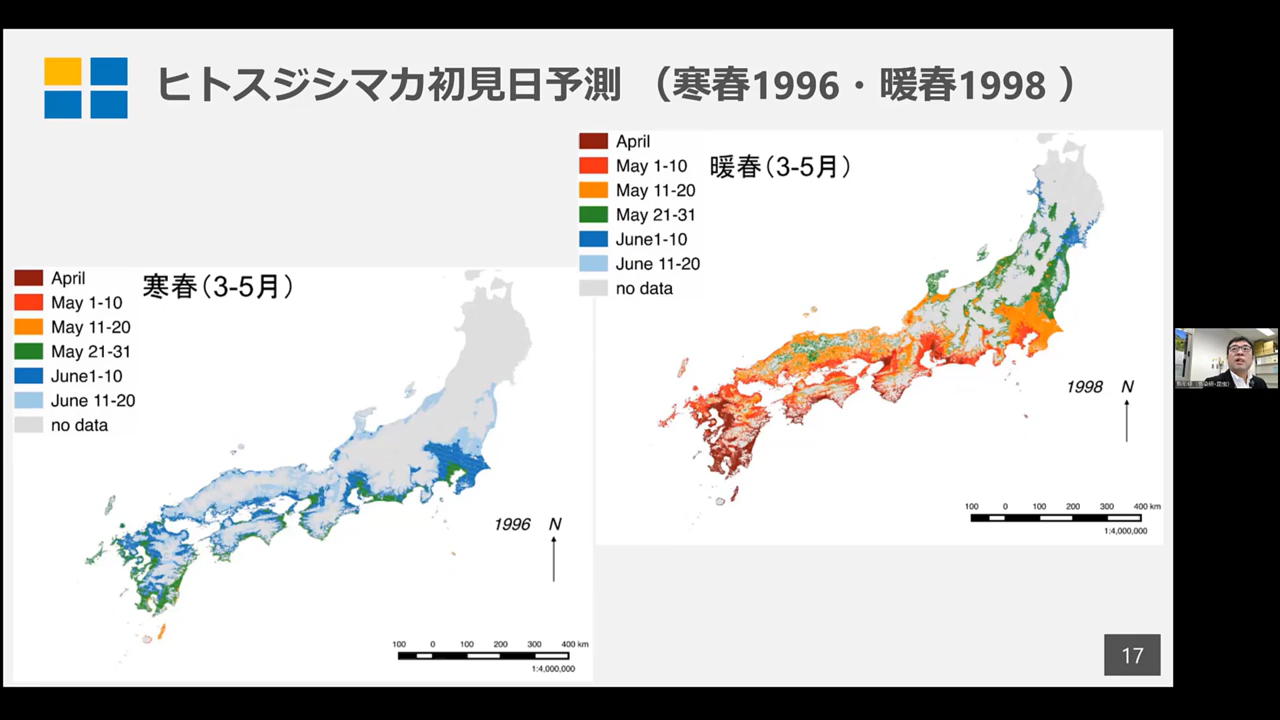 ヒトスジシマカ初見日予測 （寒春1996・暖春1998 ）
April
May 1-10
May 11-20
May 21-31
June1-10
June 11-20
no data
寒春（3-5月）
1996 N
100 0 100 200 300 400 km
1:4,000,000
April
May 1-10
May 11-20
May 21-31
June1-10
June 11-20
no data
暖春（3-5月）
1998 N
100 0 100 200 300 400 km
1:4,000,000
17